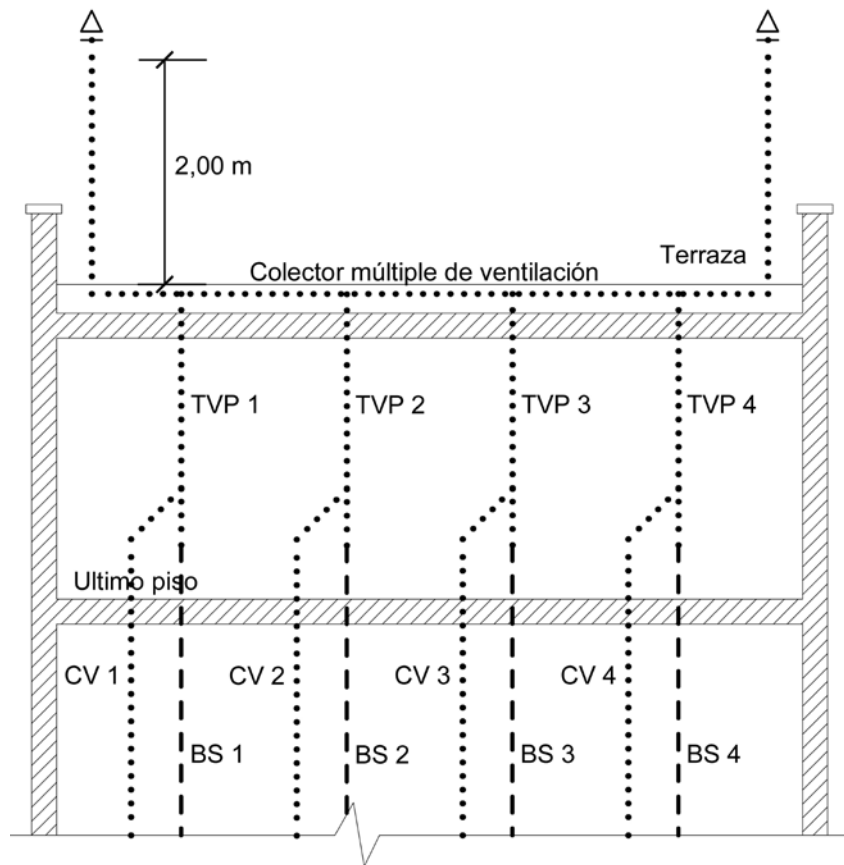 2,00 m
Terraza
Colector múltiple de ventilación
TVP 1
TVP 2
TVP 3
TVP 4
Ultimo piso
CV 1
CV 2
CV 3
CV 4
BS 1
BS 2
BS 3
BS 4